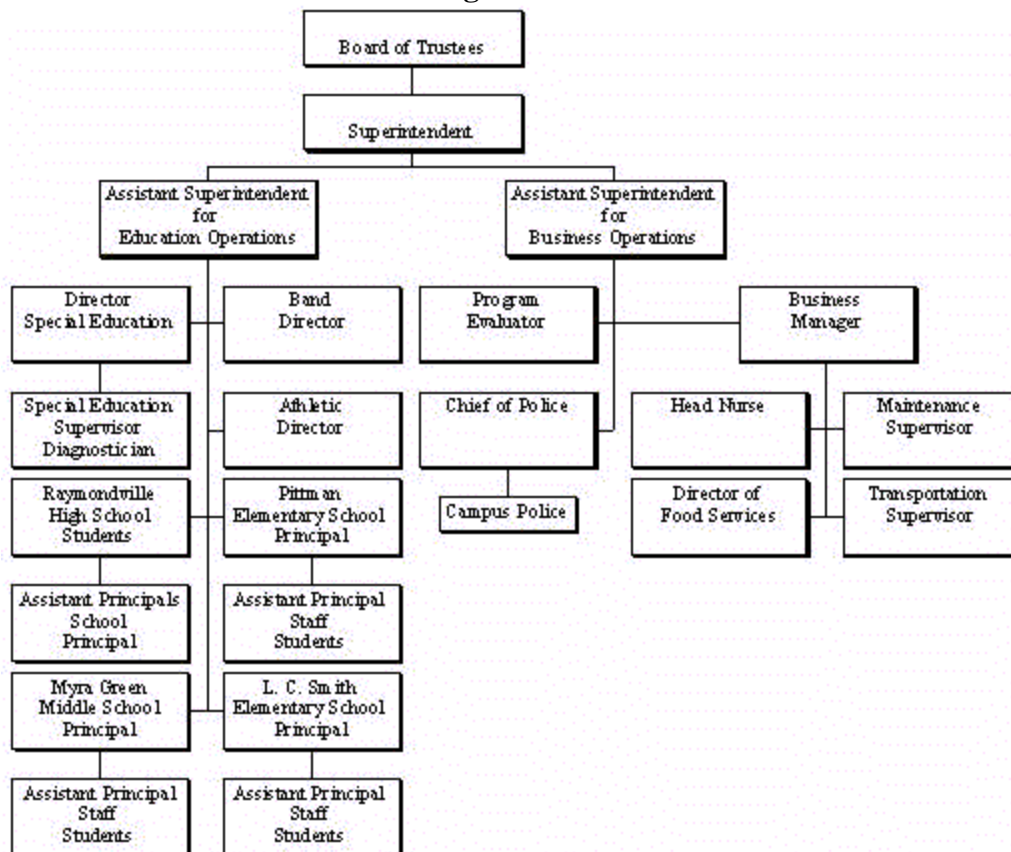 Board of Trustees
Superintendent
Assistant Superintendent
for
Education Operations
Assistant Superintendent
for
Business Operations
Director
Special Education
Band
Director
Program
Evaluator
Business
Manager
Special Education
Supervisor
Diagnostician
Athletic
Director
Chief of Police
Head Nurse
Maintenance
Supervisor
Raymondville
High School
Students
Pittman
Elementary School
Principal
Campus Police
Director of
Food Services
Transportation
Supervisor
Assistant Principals
School
Principal
Assistant Principal
Staff
Students
Myra Green
Middle School
Principal
L. C. Smith
Elementary School
Principal
Assistant Principal
Staff
Students
Assistant Principal
Staff
Students